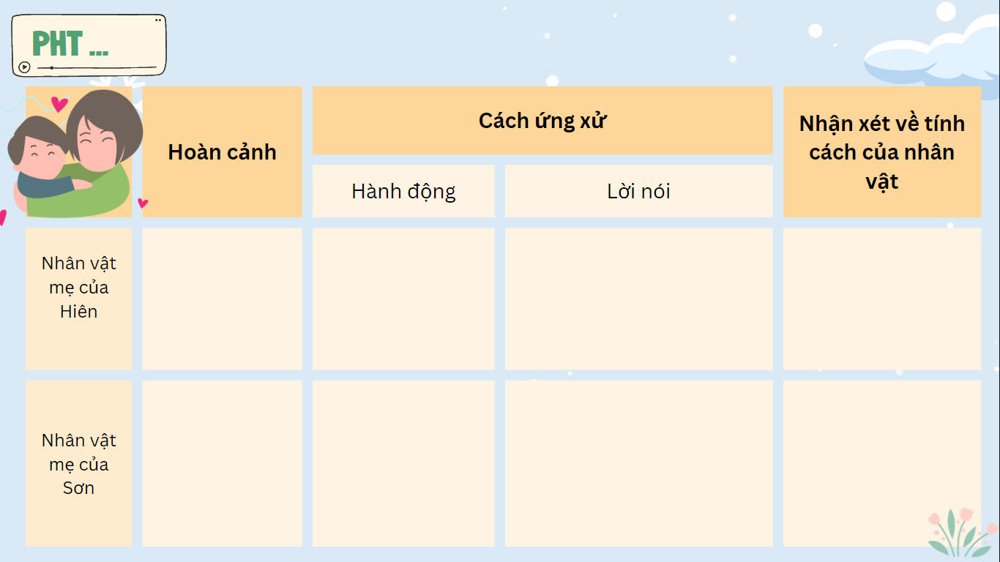 PHT ...
Hoàn cảnh
Cách ứng xử
Nhận xét về tính
cách của nhân
vật
Hành động
Lời nói
Nhân vật
mẹ của
Hiên
Nhân vật
mẹ của
Sơn